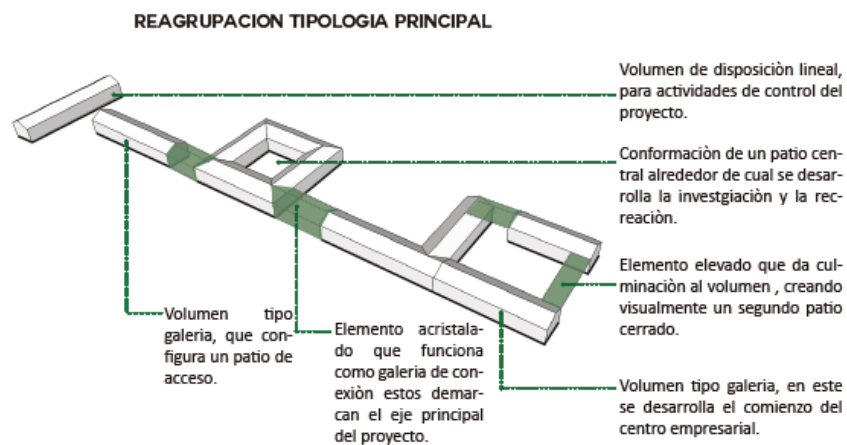 REAGRUPACION TIPOLOGIA PRINCIPAL
Volumen de disposiciòn lineal,
para actividades de control del
proyecto.
Conformaciòn de un patio cen-
tral alrededor de cual se desar-
rolla la investgiaciòn y la rec-
reaciòn.
Elemento elevado que da cul-
minaciòn al volumen , creando
visualmente un segundo patio
cerrado.
Volumen tipo galeria, en este
se desarrolla el comienzo del
centro empresarial.
Volumen tipo
galeria, que con-
figura un patio de
acceso.
Elemento acristala-
do que funciona
como galeria de con-
exiòn estos demar-
can el eje principal
del proyecto.